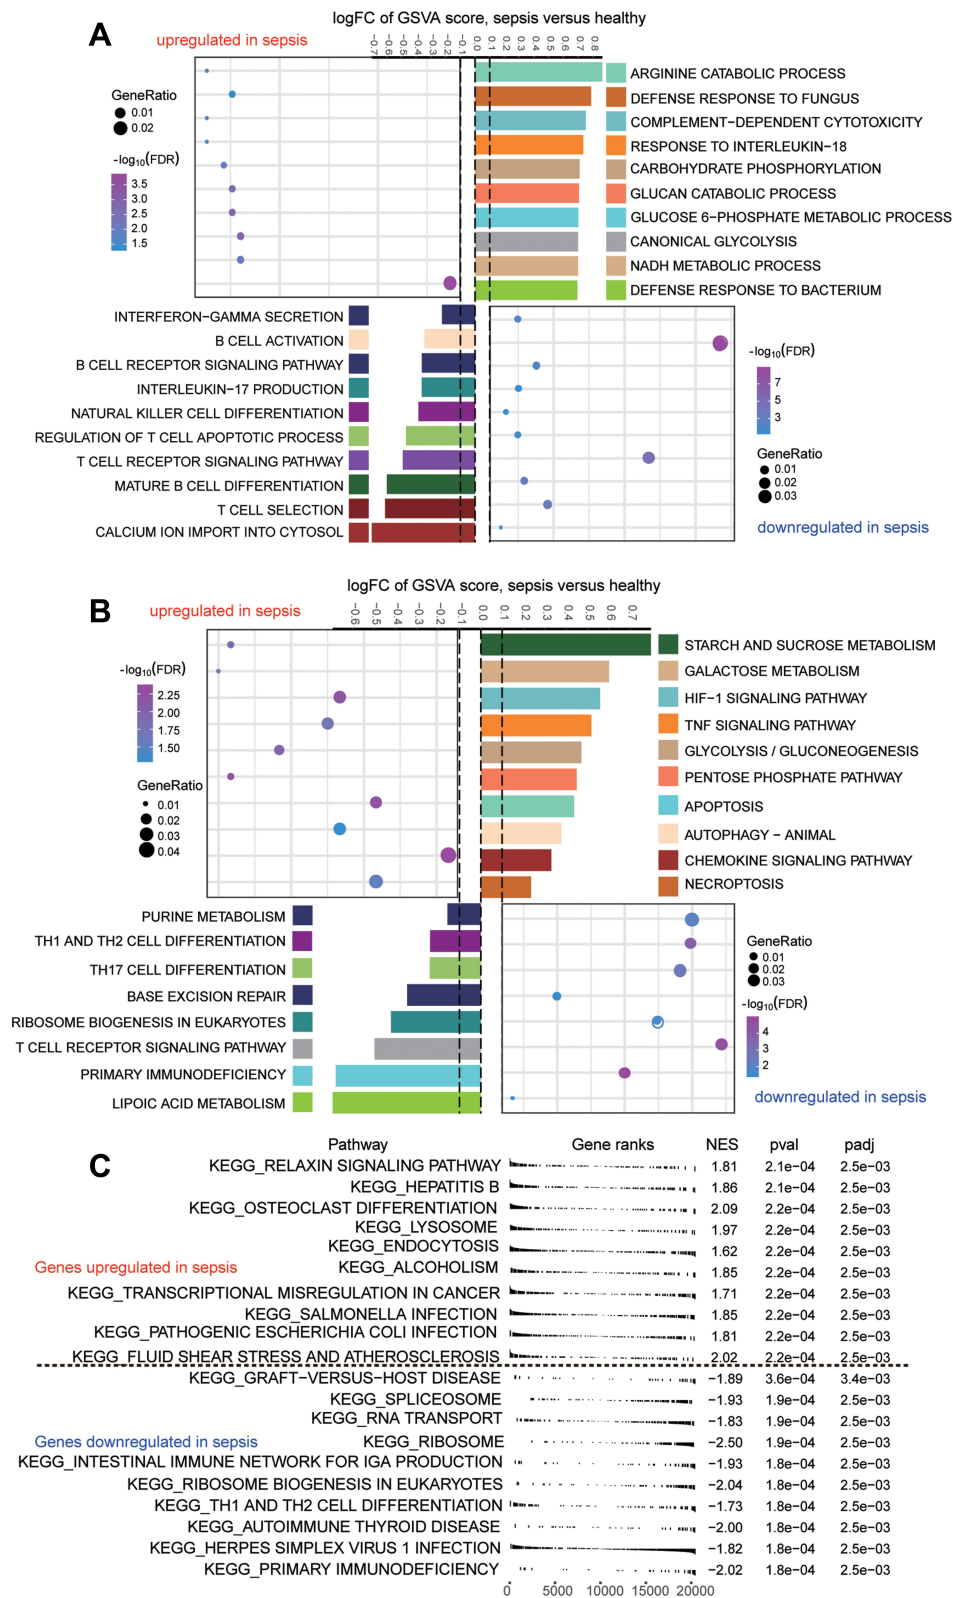 A
logFC of GSVA score, sepsis versus healthy
upregulated in sepsis
-0.7 -0.6 -0.5 -0.4 -0.3 -0.2 -0.1 0.0 0.1 0.2 0.3 0.4 0.5 0.6 0.7 0.8
GeneRatio
0.01
0.02
-log10(FDR)
3.5
3.0
2.5
2.0
1.5
ARGININE CATABOLIC PROCESS
DEFENSE RESPONSE TO FUNGUS
COMPLEMENT-DEPENDENT CYTOTOXICITY
RESPONSE TO INTERLEUKIN-18
CARBOHYDRATE PHOSPHORYLATION
GLUCAN CATABOLIC PROCESS
GLUCOSE 6-PHOSPHATE METABOLIC PROCESS
CANONICAL GLYCOLYSIS
NADH METABOLIC PROCESS
DEFENSE RESPONSE TO BACTERIUM
INTERFERON-GAMMA SECRETION
B CELL ACTIVATION
B CELL RECEPTOR SIGNALING PATHWAY
INTERLEUKIN-17 PRODUCTION
NATURAL KILLER CELL DIFFERENTIATION
REGULATION OF T CELL APOPTOTIC PROCESS
T CELL RECEPTOR SIGNALING PATHWAY
MATURE B CELL DIFFERENTIATION
T CELL SELECTION
CALCIUM ION IMPORT INTO CYTOSOL
-log10(FDR)
7
5
3
GeneRatio
0.01
0.02
0.03
downregulated in sepsis
B
logFC of GSVA score, sepsis versus healthy
upregulated in sepsis
-0.6 -0.5 -0.4 -0.3 -0.2 -0.1 0.0 0.1 0.2 0.3 0.4 0.5 0.6 0.7
-log10(FDR)
2.25
2.00
1.75
1.50
GeneRatio
0.01
0.02
0.03
0.04
STARCH AND SUCROSE METABOLISM
GALACTOSE METABOLISM
HIF-1 SIGNALING PATHWAY
TNF SIGNALING PATHWAY
GLYCOLYSIS / GLUCONEOGENESIS
PENTOSE PHOSPHATE PATHWAY
APOPTOSIS
AUTOPHAGY - ANIMAL
CHEMOKINE SIGNALING PATHWAY
NECROPTOSIS
PURINE METABOLISM
TH1 AND TH2 CELL DIFFERENTIATION
TH17 CELL DIFFERENTIATION
BASE EXCISION REPAIR
RIBOSOME BIOGENESIS IN EUKARYOTES
T CELL RECEPTOR SIGNALING PATHWAY
PRIMARY IMMUNODEFICIENCY
LIPOIC ACID METABOLISM
GeneRatio
0.01
0.02
0.03
-log10(FDR)
4
3
2
downregulated in sepsis
C
Pathway Gene ranks NES pval padj
KEGG_RELAXIN SIGNALING PATHWAY 1.81 2.1e-04 2.5e-03
KEGG_HEPATITIS B 1.86 2.1e-04 2.5e-03
KEGG_OSTEOCLAST DIFFERENTIATION 2.09 2.2e-04 2.5e-03
KEGG_LYSOSOME 1.97 2.2e-04 2.5e-03
KEGG_ENDOCYTOSIS 1.62 2.2e-04 2.5e-03
Genes upregulated in sepsis
KEGG_ALCOHOLISM 1.85 2.2e-04 2.5e-03
KEGG_TRANSCRIPTIONAL MISREGULATION IN CANCER 1.71 2.2e-04 2.5e-03
KEGG_SALMONELLA INFECTION 1.85 2.2e-04 2.5e-03
KEGG_PATHOGENIC ESCHERICHIA COLI INFECTION 1.81 2.2e-04 2.5e-03
KEGG_FLUID SHEAR STRESS AND ATHEROSCLEROSIS 2.02 2.2e-04 2.5e-03
KEGG_GRAFT-VERSUS-HOST DISEASE -1.89 3.6e-04 3.4e-03
KEGG_SPLICEOSOME -1.93 1.9e-04 2.5e-03
KEGG_RNA TRANSPORT -1.83 1.9e-04 2.5e-03
Genes downregulated in sepsis
KEGG_RIBOSOME -2.50 1.9e-04 2.5e-03
KEGG_INTESTINAL IMMUNE NETWORK FOR IGA PRODUCTION -1.93 1.8e-04 2.5e-03
KEGG_RIBOSOME BIOGENESIS IN EUKARYOTES -2.04 1.8e-04 2.5e-03
KEGG_TH1 AND TH2 CELL DIFFERENTIATION -1.73 1.8e-04 2.5e-03
KEGG_AUTOIMMUNE THYROID DISEASE -2.00 1.8e-04 2.5e-03
KEGG_HERPES SIMPLEX VIRUS 1 INFECTION -1.82 1.8e-04 2.5e-03
KEGG_PRIMARY IMMUNODEFICIENCY -2.02 1.8e-04 2.5e-03
0 5000 10000 15000 20000